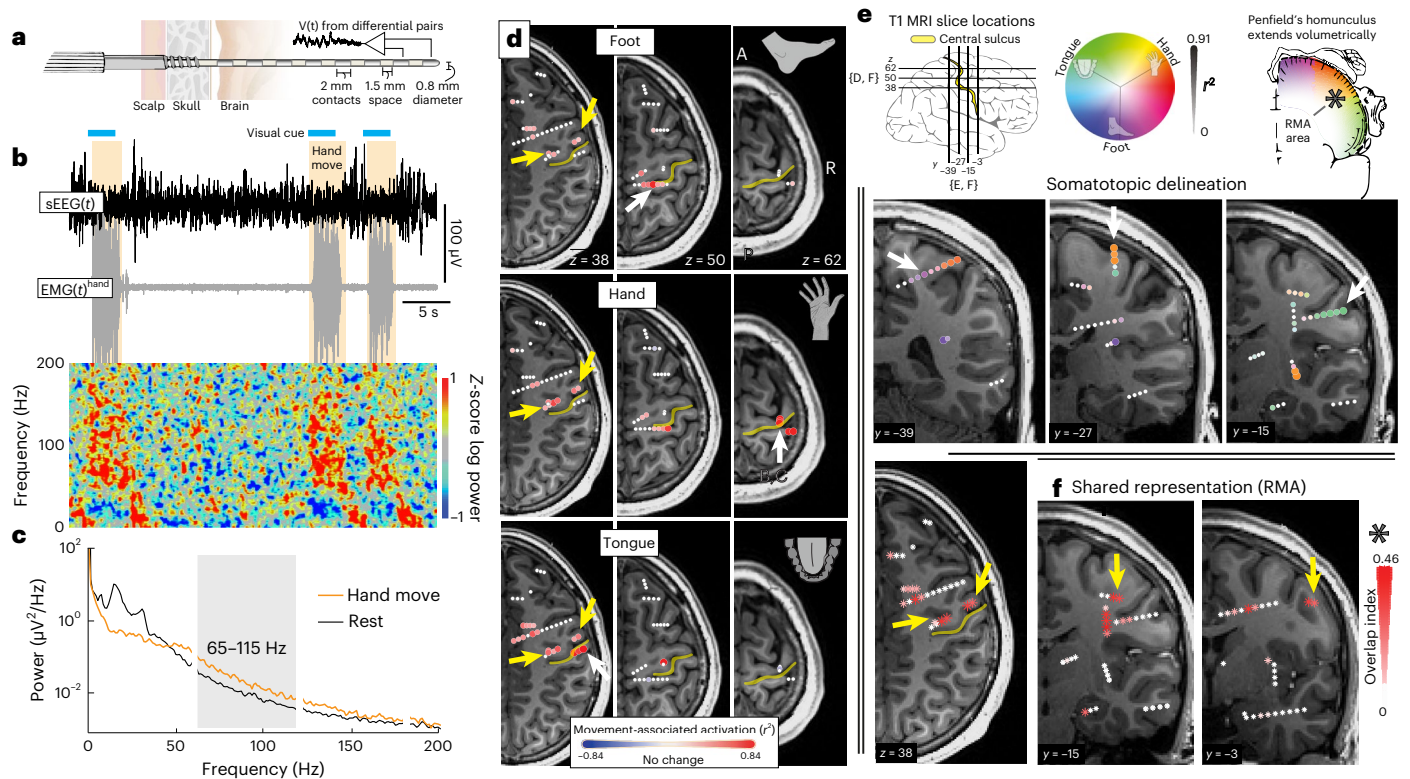 a
V(t) from differential pairs
2 mm
contacts
1.5 mm
space
0.8 mm
diameter
Scalp
Skull
Brain
b
Visual cue
Hand
move
sEEG(t)
100 µV
EMG(t)hand
5 s
200
100
0
Frequency (Hz)
1
−1
Z-score log power
c
10²
10⁰
10⁻²
Power (µV²/Hz)
65–115 Hz
Hand move
Rest
0
50
100
150
200
Frequency (Hz)
d
Foot
A
R
P
z = 38
z = 50
z = 62
Hand
B,C
Tongue
Movement-associated activation (r²)
−0.84
0.84
No change
e
T1 MRI slice locations
Central sulcus
z
62
50
38
{D, F}
y
−39
−27
−15
−3
{E, F}
Tongue
Hand
Foot
0.91
r²
0
Penfield's homunculus
extends volumetrically
RMA
area
Somatotopic delineation
y = −39
y = −27
y = −15
z = 38
f
Shared representation (RMA)
y = −15
y = −3
0.46
Overlap index
0